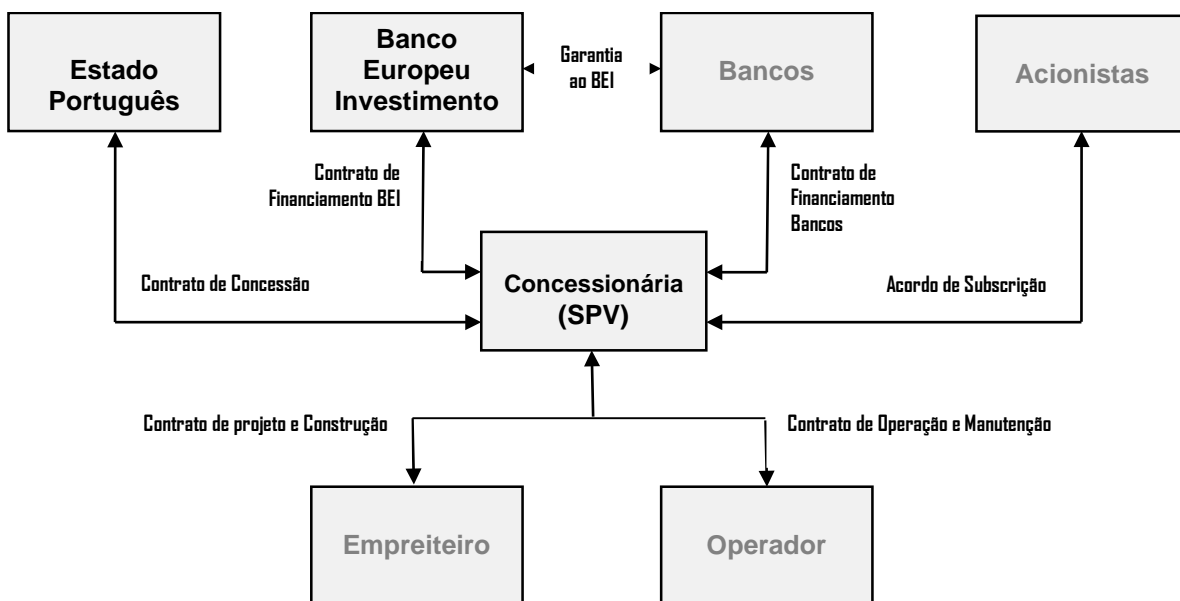 Estado
Português
Banco
Europeu
Investimento
Garantia
ao BEI
Bancos
Acionistas
Contrato de
Financiamento BEI
Contrato de
Financiamento
Bancos
Contrato de Concessão
Concessionária
(SPV)
Acordo de Subscrição
Contrato de projeto e Construção
Contrato de Operação e Manutenção
Empreiteiro
Operador